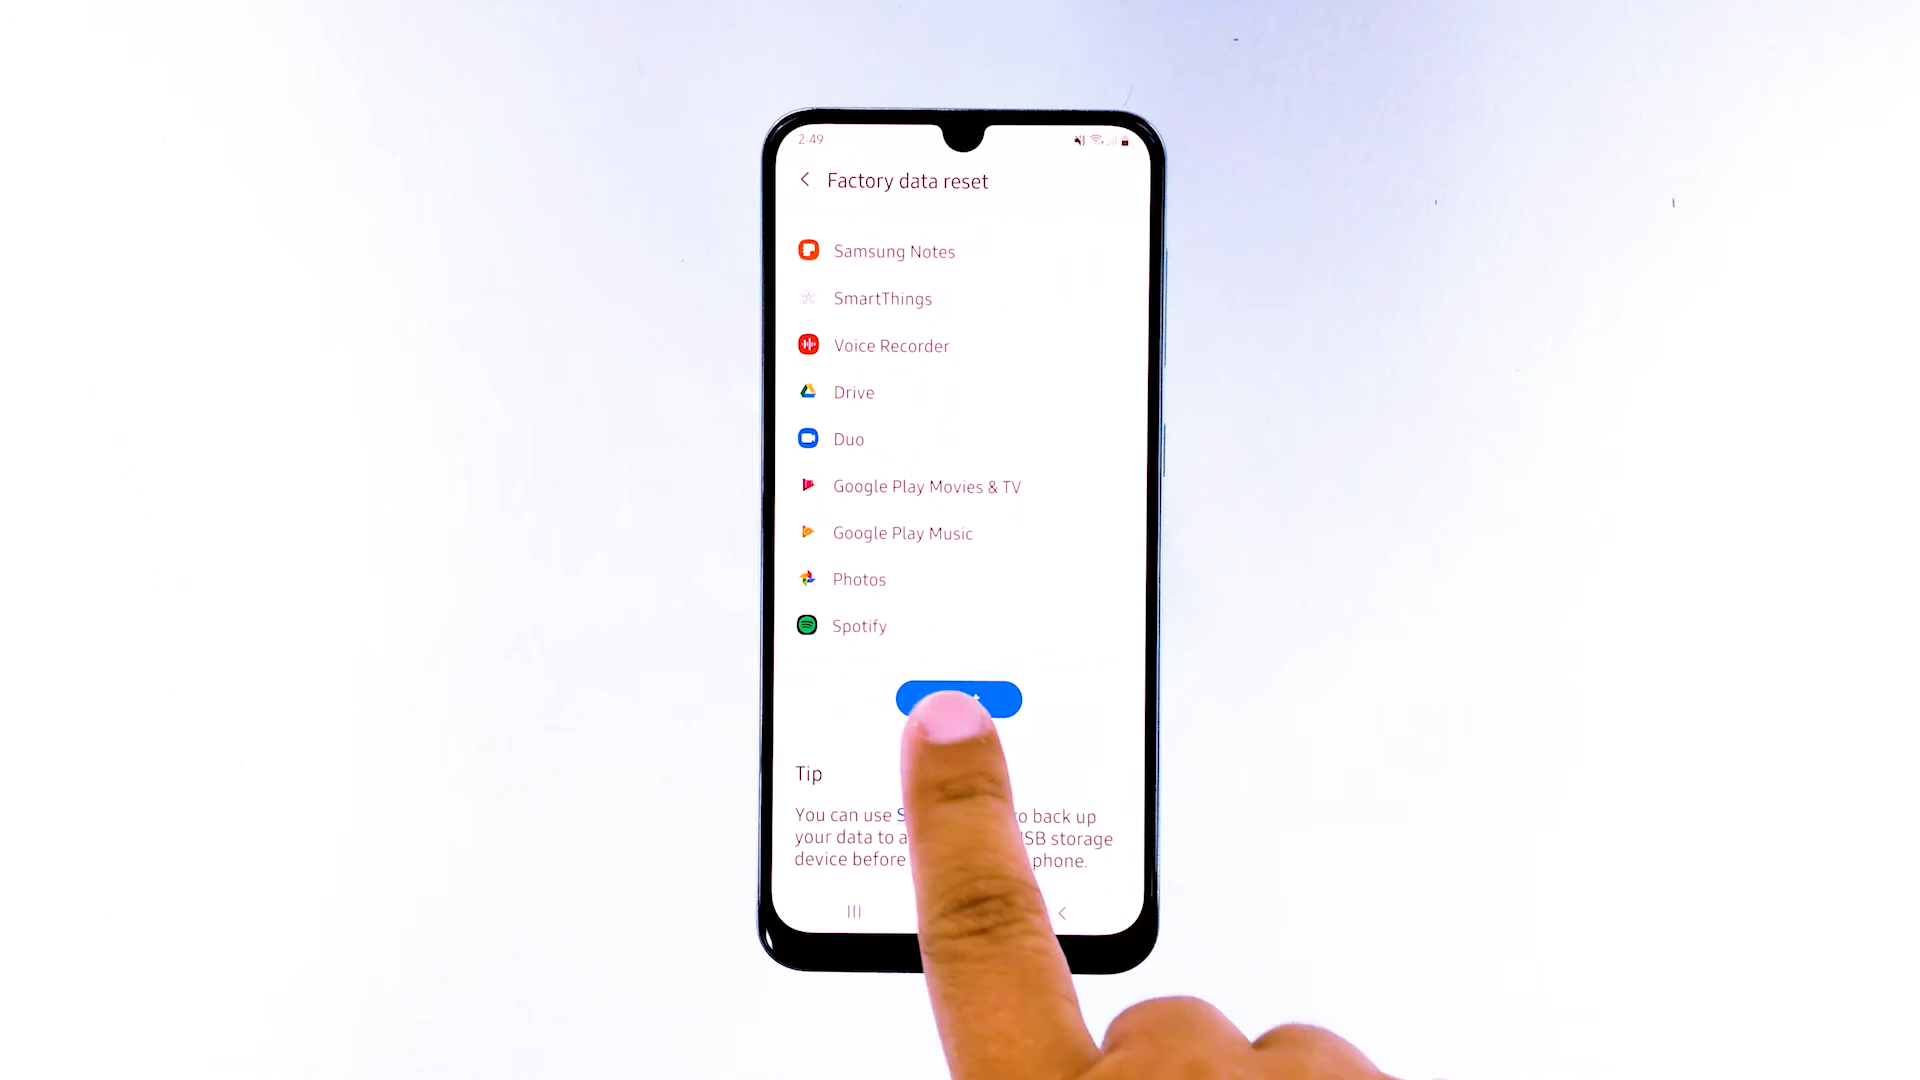 2:49
Factory data reset
Samsung Notes
SmartThings
Voice Recorder
Drive
Duo
Google Play Movies & TV
Google Play Music
Photos
Spotify
Tip
You can use to back up
your data to storage
device before phone.